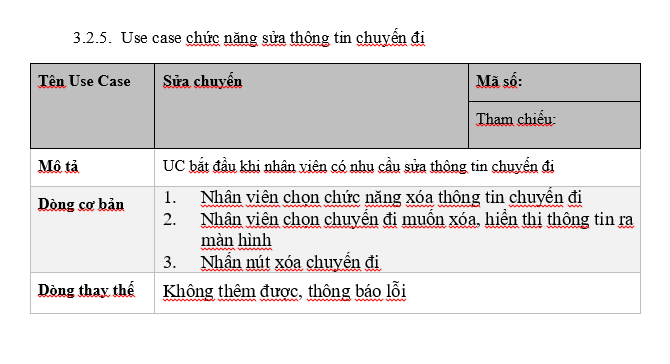 3.2.5. Use case chức năng sửa thông tin chuyến đi
Tên Use Case
Sửa chuyến
Mã số:
Tham chiếu:
Mô tả
UC bắt đầu khi nhân viên có nhu cầu sửa thông tin chuyến đi
Dòng cơ bản
1. Nhân viên chọn chức năng xóa thông tin chuyến đi
2. Nhân viên chọn chuyến đi muốn xóa, hiển thị thông tin ra
màn hình
3. Nhấn nút xóa chuyến đi
Dòng thay thế
Không thêm được, thông báo lỗi